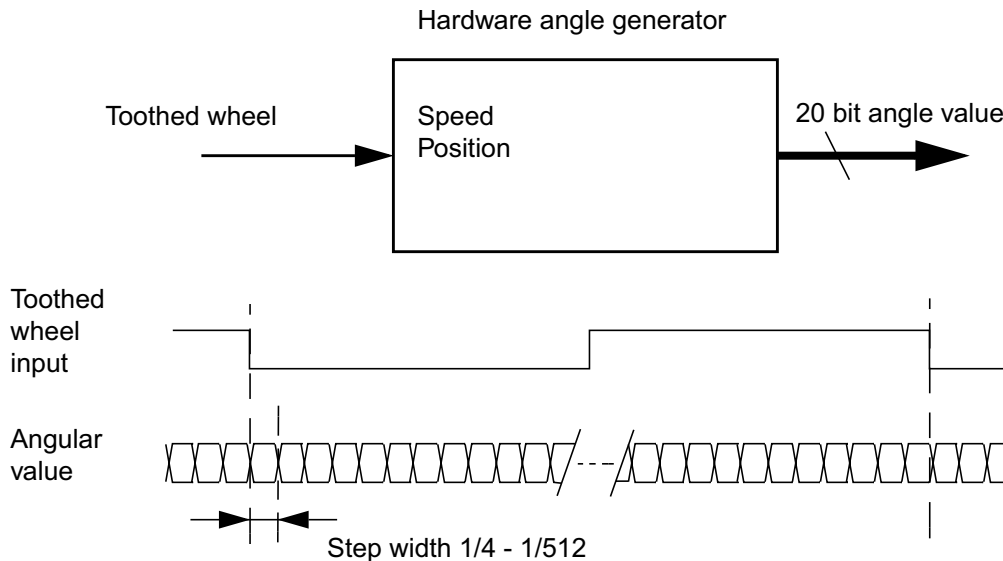 Hardware angle generator
Toothed wheel
Speed
Position
20 bit angle value
Toothed
wheel
input
Angular
value
Step width 1/4 - 1/512